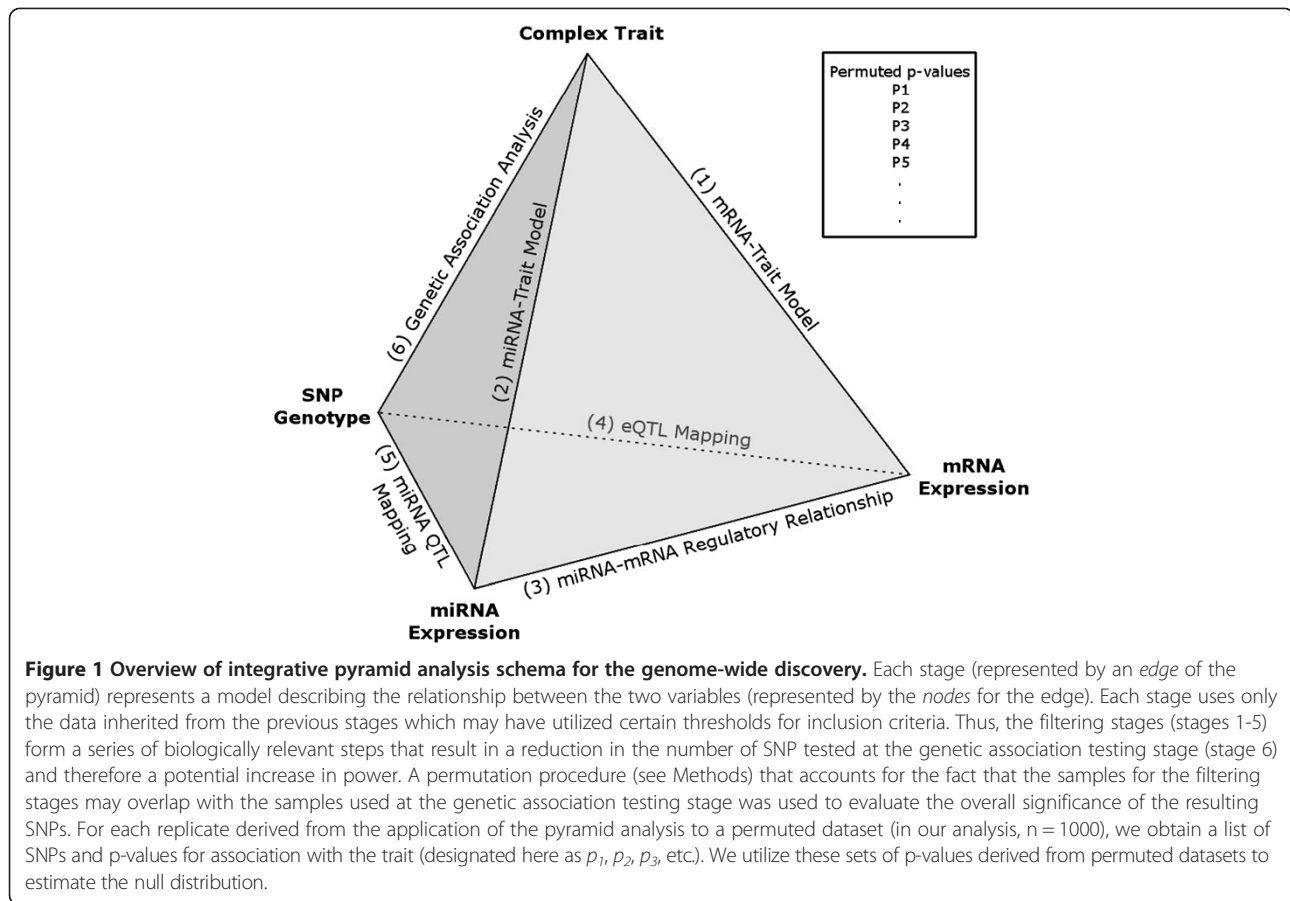 Complex Trait
Permuted p-values
P1
P2
P3
P4
P5
.
.
.
(6) Genetic Association Analysis
(2) miRNA-Trait Model
(1) mRNA-Trait Model
SNP
Genotype
(4) eQTL Mapping
mRNA
Expression
(5) miRNA QTL
Mapping
(3) miRNA-mRNA Regulatory Relationship
miRNA
Expression
Figure 1 Overview of integrative pyramid analysis schema for the genome-wide discovery. Each stage (represented by an edge of the
pyramid) represents a model describing the relationship between the two variables (represented by the nodes for the edge). Each stage uses only
the data inherited from the previous stages which may have utilized certain thresholds for inclusion criteria. Thus, the filtering stages (stages 1-5)
form a series of biologically relevant steps that result in a reduction in the number of SNP tested at the genetic association testing stage (stage 6)
and therefore a potential increase in power. A permutation procedure (see Methods) that accounts for the fact that the samples for the filtering
stages may overlap with the samples used at the genetic association testing stage was used to evaluate the overall significance of the resulting
SNPs. For each replicate derived from the application of the pyramid analysis to a permuted dataset (in our analysis, n = 1000), we obtain a list of
SNPs and p-values for association with the trait (designated here as p1, p2, p3, etc.). We utilize these sets of p-values derived from permuted datasets to
estimate the null distribution.